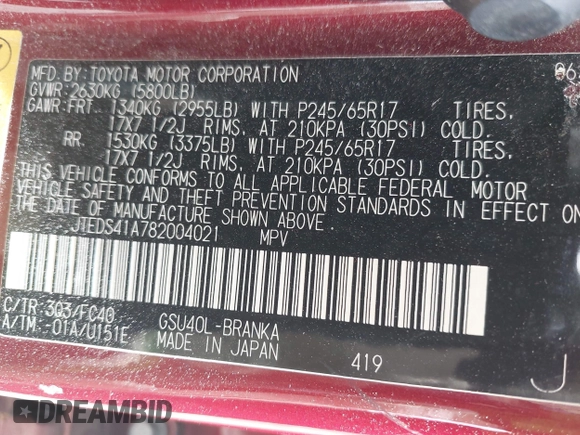 MFD.BY: TOYOTA MOTOR CORPORATION 06
GVWR: 2630KG (5800LB)
GAWR: FRT. 1340KG (2955LB) WITH P245/65R17 TIRES,
17X7 1/2J RIMS, AT 210KPA (30PSI) COLD.
RR. 1530KG (3375LB) WITH P245/65R17 TIRES,
17X7 1/2J RIMS, AT 210KPA (30PSI) COLD.
THIS VEHICLE CONFORMS TO ALL APPLICABLE FEDERAL MOTOR
VEHICLE SAFETY AND THEFT PREVENTION STANDARDS IN EFFECT ON
THE DATE OF MANUFACTURE SHOWN ABOVE.
JTEDS41A782004021 MPV
C/TR: 3Q3/FC40 GSU40L-BRANKA
A/TM: -01A/U151E MADE IN JAPAN 419 J
DREAMBID